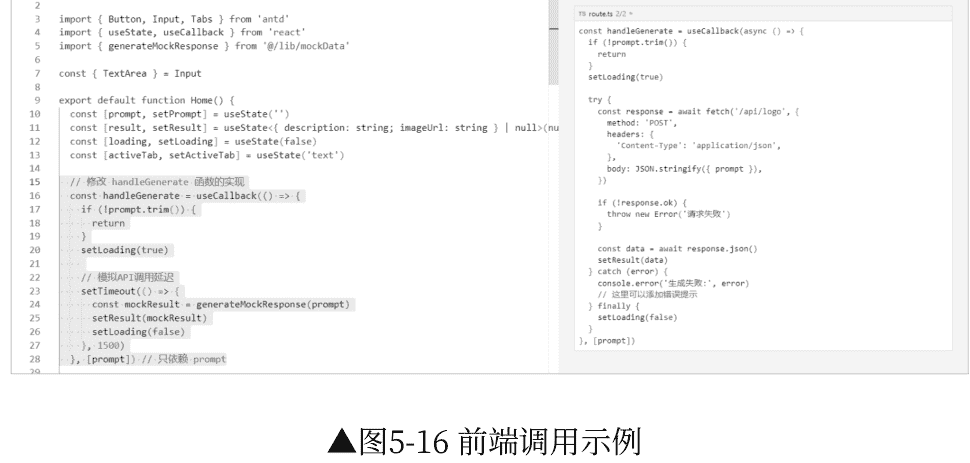 2
3 import { Button, Input, Tabs } from 'antd'
4 import { useState, useCallback } from 'react'
5 import { generateMockResponse } from '@/lib/mockData'
6
7 const { TextArea } = Input
8
9 export default function Home() {
10 const [prompt, setPrompt] = useState('')
11 const [result, setResult] = useState<{ description: string; imageUrl: string } | null>(nu
12 const [loading, setLoading] = useState(false)
13 const [activeTab, setActiveTab] = useState('text')
14
15 // 修改 handleGenerate 函数的实现
16 const handleGenerate = useCallback(() => {
17 if (!prompt.trim()) {
18 return
19 }
20 setLoading(true)
21
22 // 模拟API调用延迟
23 setTimeout(() => {
24 const mockResult = generateMockResponse(prompt)
25 setResult(mockResult)
26 setLoading(false)
27 }, 1500)
28 }, [prompt]) // 只依赖 prompt
29
TS route.ts 2/2
const handleGenerate = useCallback(async () => {
if (!prompt.trim()) {
return
}
setLoading(true)
try {
const response = await fetch('/api/logo', {
method: 'POST',
headers: {
'Content-Type': 'application/json',
},
body: JSON.stringify({ prompt }),
})
if (!response.ok) {
throw new Error('请求失败')
}
const data = await response.json()
setResult(data)
} catch (error) {
console.error('生成失败:', error)
// 这里可以添加错误提示
} finally {
setLoading(false)
}
}, [prompt])
▲图5-16 前端调用示例